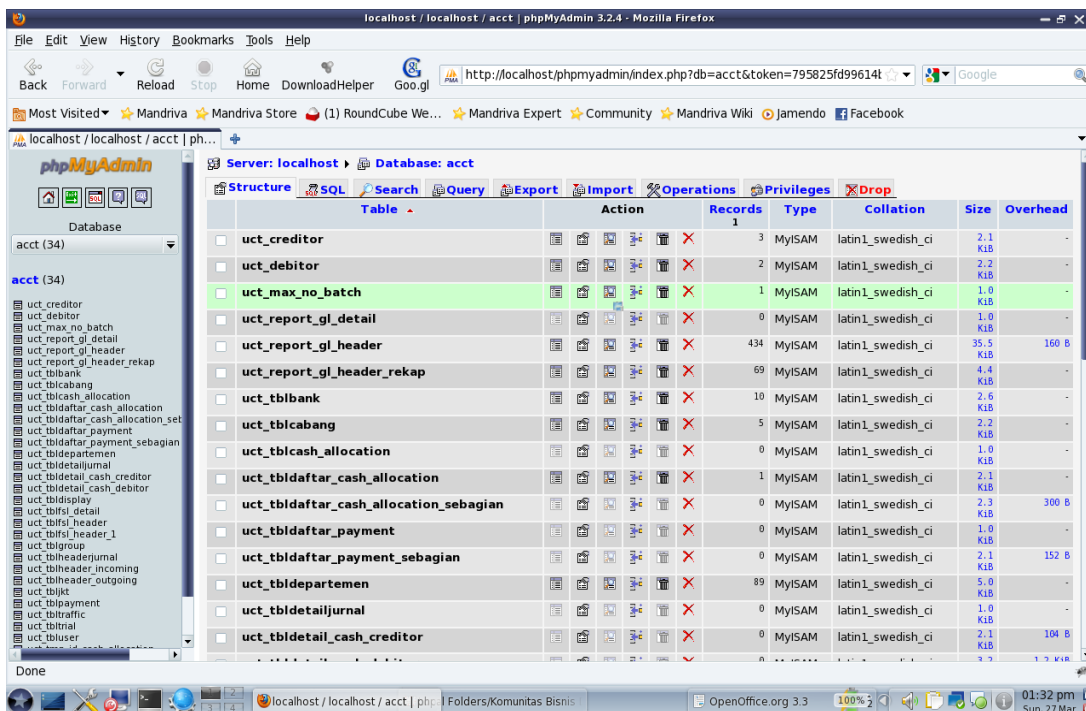 localhost / localhost / acct | phpMyAdmin 3.2.4 - Mozilla Firefox
File Edit View History Bookmarks Tools Help
Back Forward Reload Stop Home DownloadHelper Goo.gl http://localhost/phpmyadmin/index.php?db=acct&token=795825fd99614b Google
Most Visited Mandriva Mandriva Store (1) RoundCube We... Mandriva Expert Community Mandriva Wiki Jamendo Facebook
localhost / localhost / acct | ph...
phpMyAdmin
Database
acct (34)
acct (34)
uct_creditor
uct_debitor
uct_max_no_batch
uct_report_gl_detail
uct_report_gl_header
uct_report_gl_header_rekap
uct_tblbank
uct_tblcabang
uct_tblcash_allocation
uct_tbldaftar_cash_allocation
uct_tbldaftar_cash_allocation_set
uct_tbldaftar_payment
uct_tbldaftar_payment_sebagian
uct_tbldepartemen
uct_tbldetailjurnal
uct_tbldetail_cash_creditor
uct_tbldetail_cash_debitor
uct_tbldisplay
uct_tblfsl_detail
uct_tblfsl_header
uct_tblfsl_header_1
uct_tblgroup
uct_tblheaderjurnal
uct_tblheader_incoming
uct_tblheader_outgoing
uct_tbljkt
uct_tblpayment
uct_tbltraffic
uct_tbltrial
uct_tbluser
Server: localhost Database: acct
Structure SQL Search Query Export Import Operations Privileges Drop
Table Action Records 1 Type Collation Size Overhead
uct_creditor 3 MyISAM latin1_swedish_ci 2.1 KiB -
uct_debitor 2 MyISAM latin1_swedish_ci 2.2 KiB -
uct_max_no_batch 1 MyISAM latin1_swedish_ci 1.0 KiB -
uct_report_gl_detail 0 MyISAM latin1_swedish_ci 1.0 KiB -
uct_report_gl_header 434 MyISAM latin1_swedish_ci 35.5 KiB 160 B
uct_report_gl_header_rekap 69 MyISAM latin1_swedish_ci 4.4 KiB -
uct_tblbank 10 MyISAM latin1_swedish_ci 2.6 KiB -
uct_tblcabang 5 MyISAM latin1_swedish_ci 2.2 KiB -
uct_tblcash_allocation 0 MyISAM latin1_swedish_ci 1.0 KiB -
uct_tbldaftar_cash_allocation 1 MyISAM latin1_swedish_ci 2.1 KiB -
uct_tbldaftar_cash_allocation_sebagian 0 MyISAM latin1_swedish_ci 2.3 KiB 300 B
uct_tbldaftar_payment 0 MyISAM latin1_swedish_ci 1.0 KiB -
uct_tbldaftar_payment_sebagian 0 MyISAM latin1_swedish_ci 2.1 KiB 152 B
uct_tbldepartemen 89 MyISAM latin1_swedish_ci 5.0 KiB -
uct_tbldetailjurnal 0 MyISAM latin1_swedish_ci 1.0 KiB -
uct_tbldetail_cash_creditor 0 MyISAM latin1_swedish_ci 2.1 KiB 104 B
Done
localhost / localhost / acct | php Folders/Komunitas Bisnis OpenOffice.org 3.3 100% 01:32 pm
Sun, 27 Mar